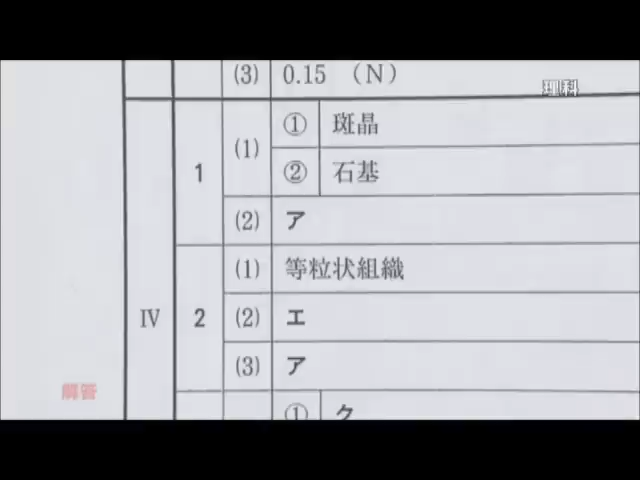 (3) 0.15 (N)
理科
(1) ① 斑晶
1
② 石基
(2) ア
(1) 等粒状組織
IV 2 (2) エ
(3) ア
解答
① ク